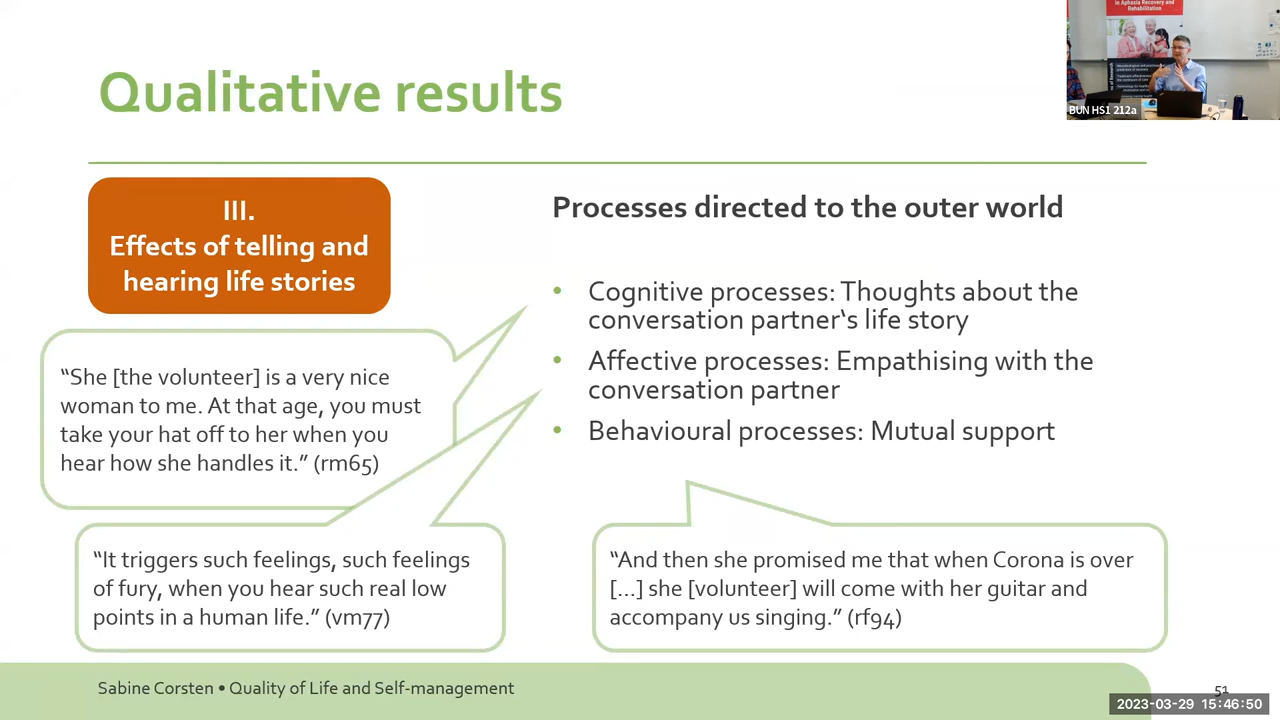 Qualitative results
in Aphasia Recovery and
Rehabilitation
BUN HS1 212a
III.
Effects of telling and
hearing life stories
Processes directed to the outer world
• Cognitive processes: Thoughts about the
conversation partner‘s life story
• Affective processes: Empathising with the
conversation partner
• Behavioural processes: Mutual support
“She [the volunteer] is a very nice
woman to me. At that age, you must
take your hat off to her when you
hear how she handles it.” (rm65)
“It triggers such feelings, such feelings
of fury, when you hear such real low
points in a human life.” (vm77)
“And then she promised me that when Corona is over
[…] she [volunteer] will come with her guitar and
accompany us singing.” (rf94)
Sabine Corsten • Quality of Life and Self-management
51
2023-03-29 15:46:50